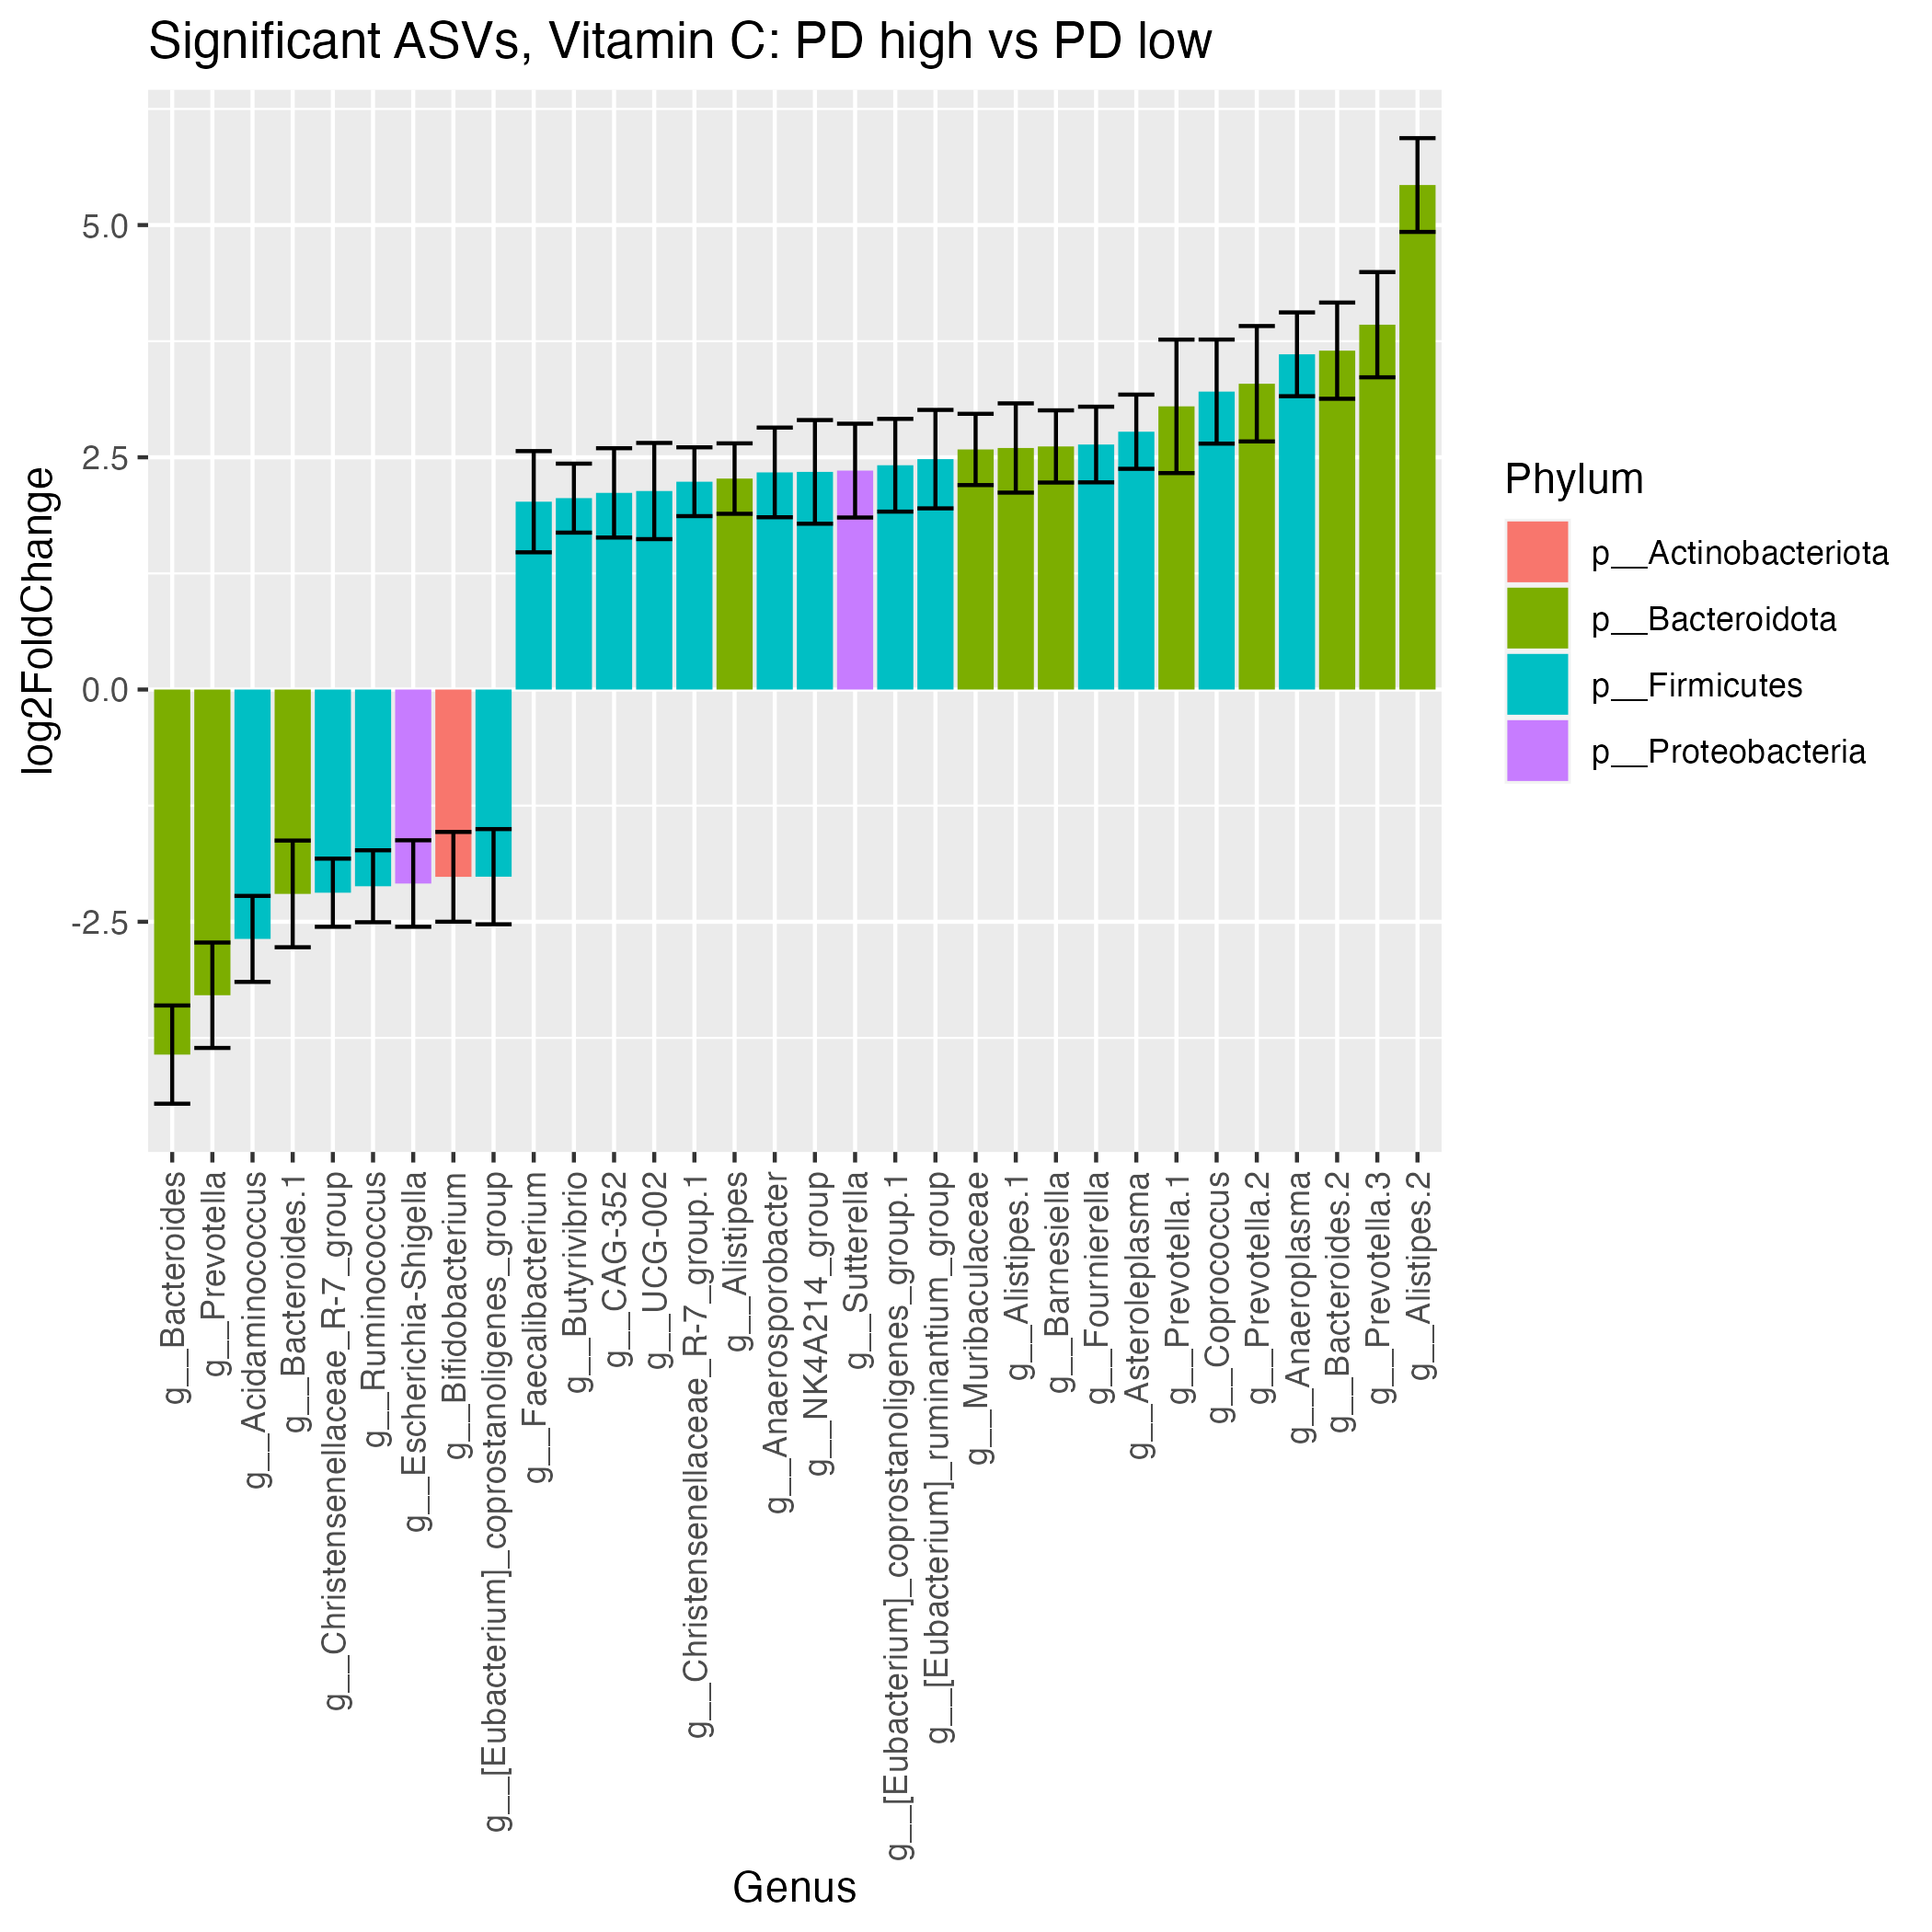 Significant ASVs, Vitamin C: PD high vs PD low
log2FoldChange
5.0
2.5
0.0
-2.5
g__Bacteroides
g__Prevotella
g__Acidaminococcus
g__Bacteroides.1
g__Christensenellaceae_R-7_group
g__Ruminococcus
g__Escherichia-Shigella
g__Bifidobacterium
g__[Eubacterium]_coprostanoligenes_group
g__Faecalibacterium
g__Butyrivibrio
g__CAG-352
g__UCG-002
g__Christensenellaceae_R-7_group.1
g__Alistipes
g__Anaerosporobacter
g__NK4A214_group
g__Sutterella
g__[Eubacterium]_coprostanoligenes_group.1
g__[Eubacterium]_ruminantium_group
g__Muribaculaceae
g__Alistipes.1
g__Barnesiella
g__Fournierella
g__Asteroleplasma
g__Prevotella.1
g__Coprococcus
g__Prevotella.2
g__Anaeroplasma
g__Bacteroides.2
g__Prevotella.3
g__Alistipes.2
Genus
Phylum
p__Actinobacteriota
p__Bacteroidota
p__Firmicutes
p__Proteobacteria